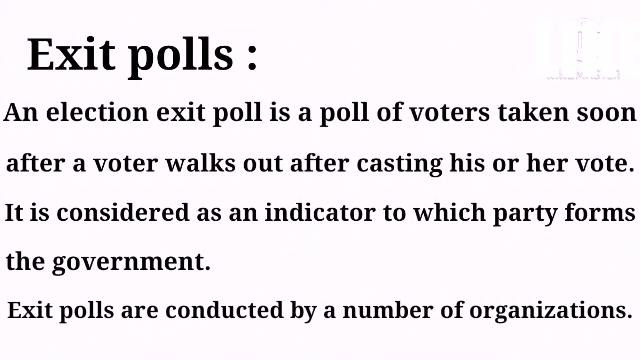 Exit polls :
An election exit poll is a poll of voters taken soon
after a voter walks out after casting his or her vote.
It is considered as an indicator to which party forms
the government.
Exit polls are conducted by a number of organizations.